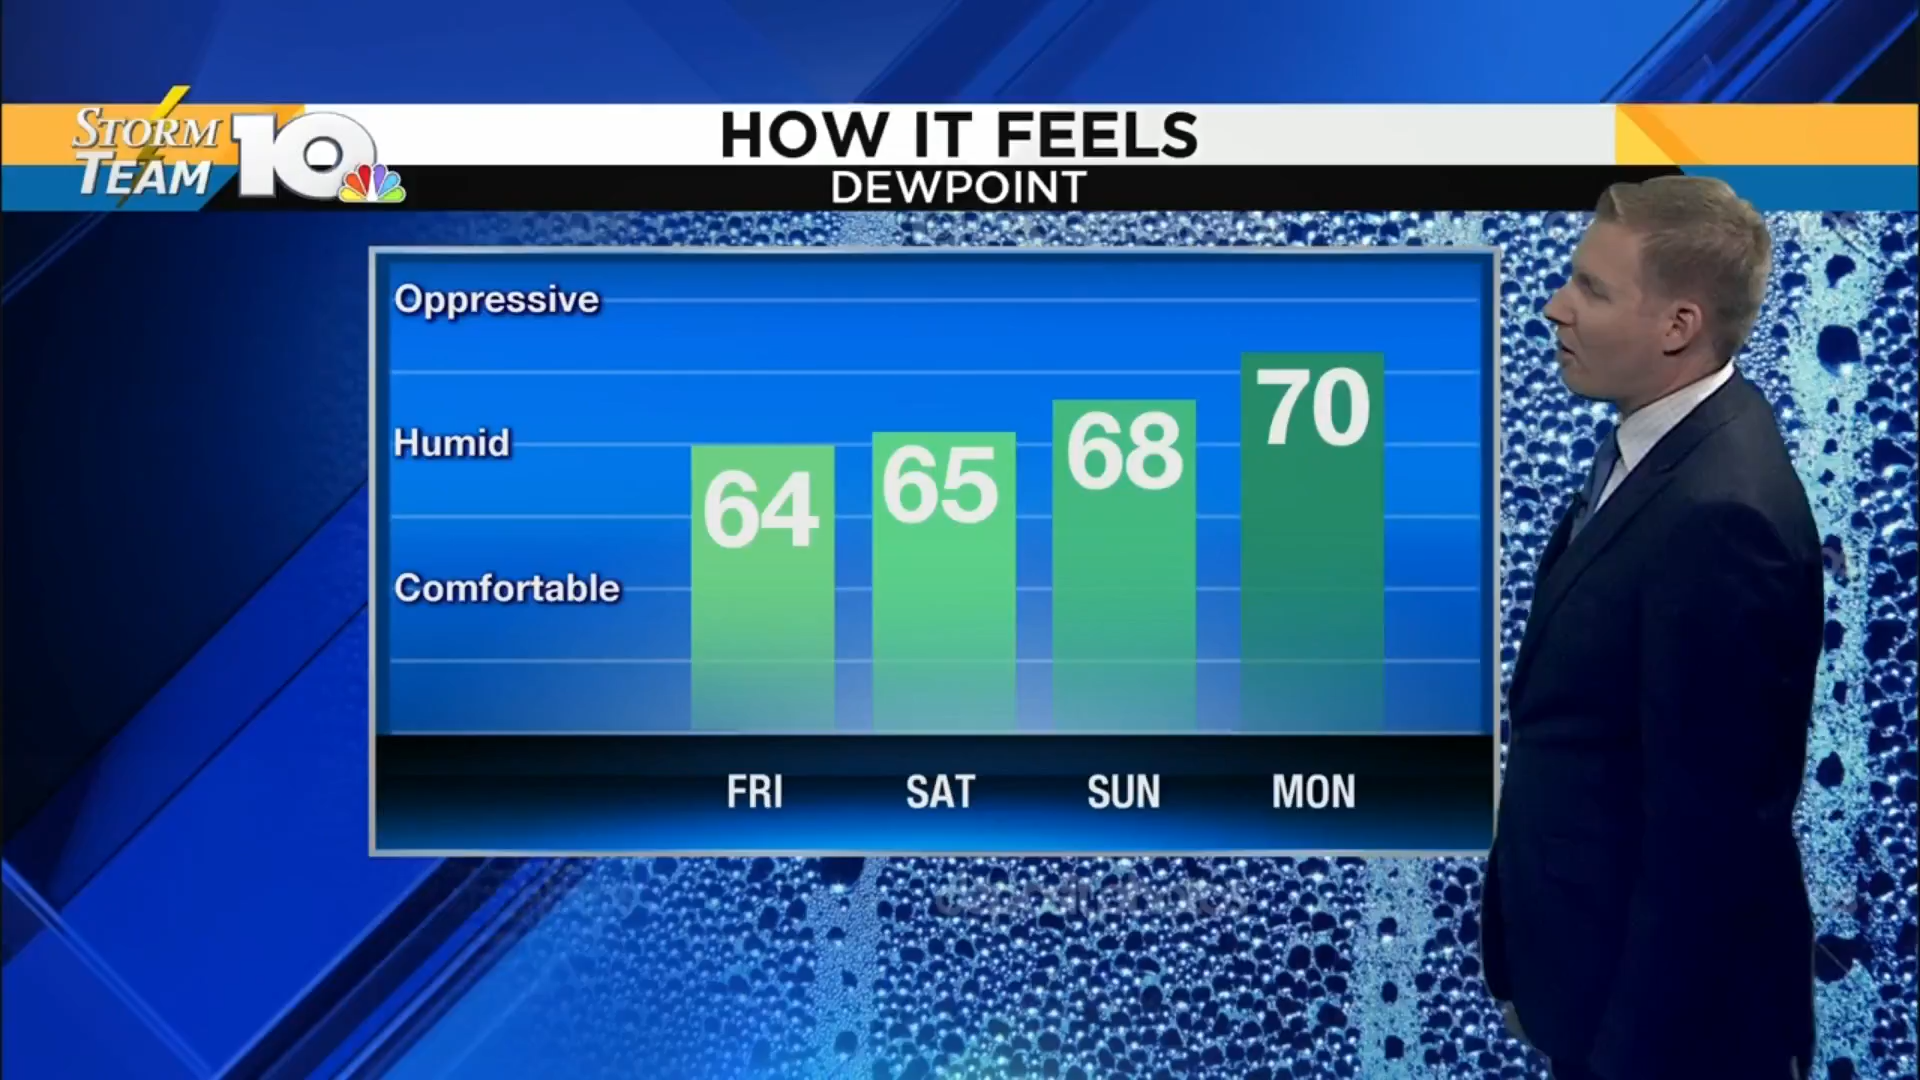 STORM
TEAM
10
HOW IT FEELS
DEWPOINT
Oppressive
Humid
Comfortable
64
65
68
70
FRI
SAT
SUN
MON